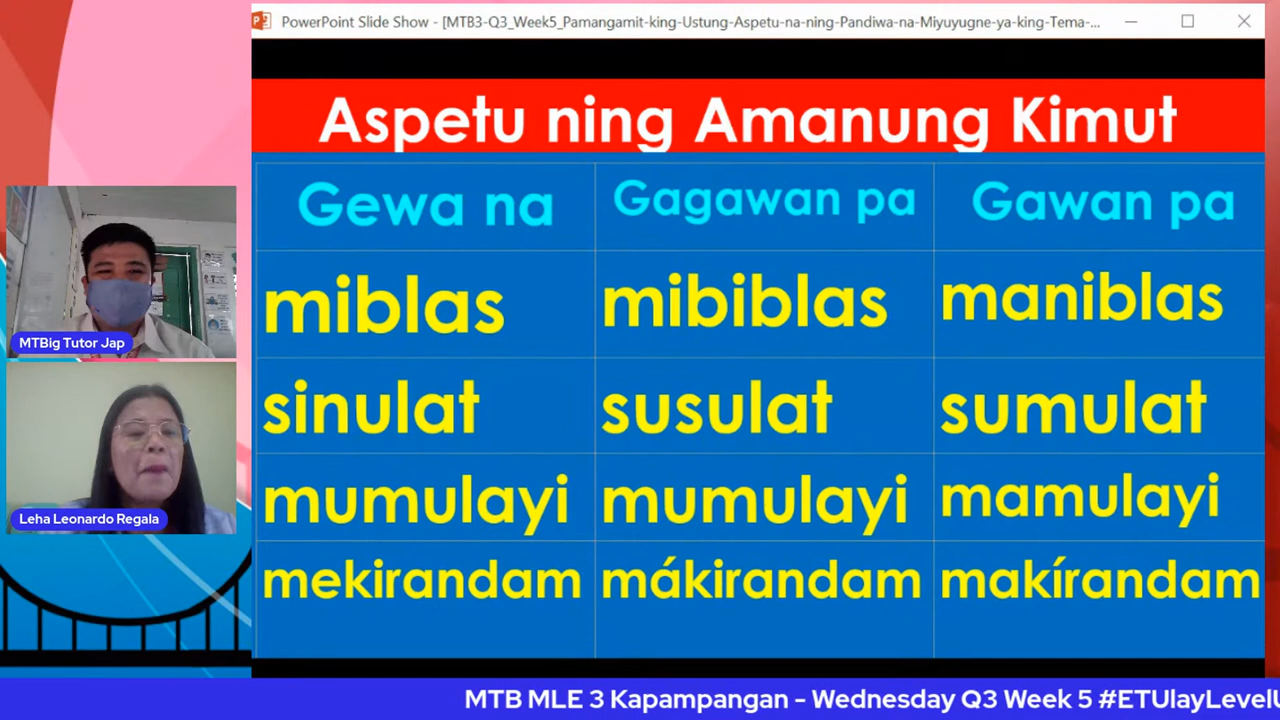 PowerPoint Slide Show - [MTB3-Q3_Week5_Pamangamit-king-Ustung-Aspetu-na-ning-Pandiwa-na-Miyuyugne-ya-king-Tema-...
Aspetu ning Amanung Kimut
Gewa na Gagawan pa Gawan pa
miblas mibiblas maniblas
sinulat susulat sumulat
mumulayi mumulayi mamulayi
mekirandam mákirandam makírandam
MTBig Tutor Jap
Leha Leonardo Regala
MTB MLE 3 Kapampangan - Wednesday Q3 Week 5 #ETUlayLevelU